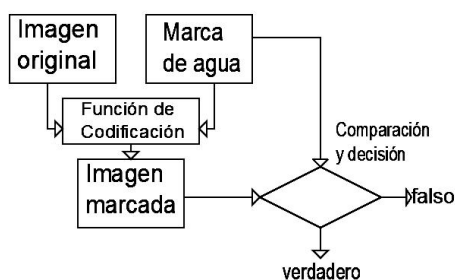 Imagen
original
Marca
de agua
Función de
Codificación
Comparación
y decisión
Imagen
marcada
falso
verdadero